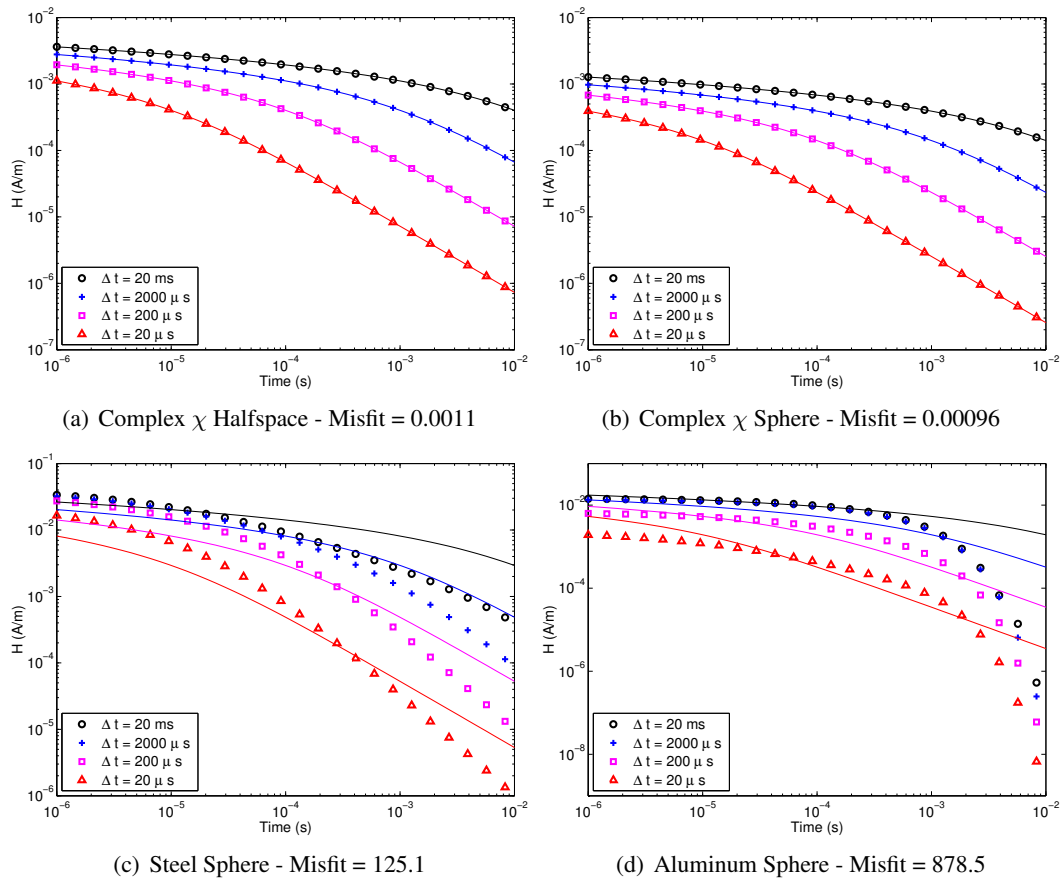 10⁻²
10⁻³
10⁻⁴
10⁻⁵
10⁻⁶
10⁻⁷
H (A/m)
Δ t = 20 ms
Δ t = 2000 μ s
Δ t = 200 μ s
Δ t = 20 μ s
10⁻⁶ 10⁻⁵ 10⁻⁴ 10⁻³ 10⁻²
Time (s)
(a) Complex χ Halfspace - Misfit = 0.0011
10⁻²
10⁻³
10⁻⁴
10⁻⁵
10⁻⁶
10⁻⁷
H (A/m)
Δ t = 20 ms
Δ t = 2000 μ s
Δ t = 200 μ s
Δ t = 20 μ s
10⁻⁶ 10⁻⁵ 10⁻⁴ 10⁻³ 10⁻²
Time (s)
(b) Complex χ Sphere - Misfit = 0.00096
10⁻¹
10⁻²
10⁻³
10⁻⁴
10⁻⁵
10⁻⁶
H (A/m)
Δ t = 20 ms
Δ t = 2000 μ s
Δ t = 200 μ s
Δ t = 20 μ s
10⁻⁶ 10⁻⁵ 10⁻⁴ 10⁻³ 10⁻²
Time (s)
(c) Steel Sphere - Misfit = 125.1
10⁻²
10⁻⁴
10⁻⁶
10⁻⁸
H (A/m)
Δ t = 20 ms
Δ t = 2000 μ s
Δ t = 200 μ s
Δ t = 20 μ s
10⁻⁶ 10⁻⁵ 10⁻⁴ 10⁻³ 10⁻²
Time (s)
(d) Aluminum Sphere - Misfit = 878.5